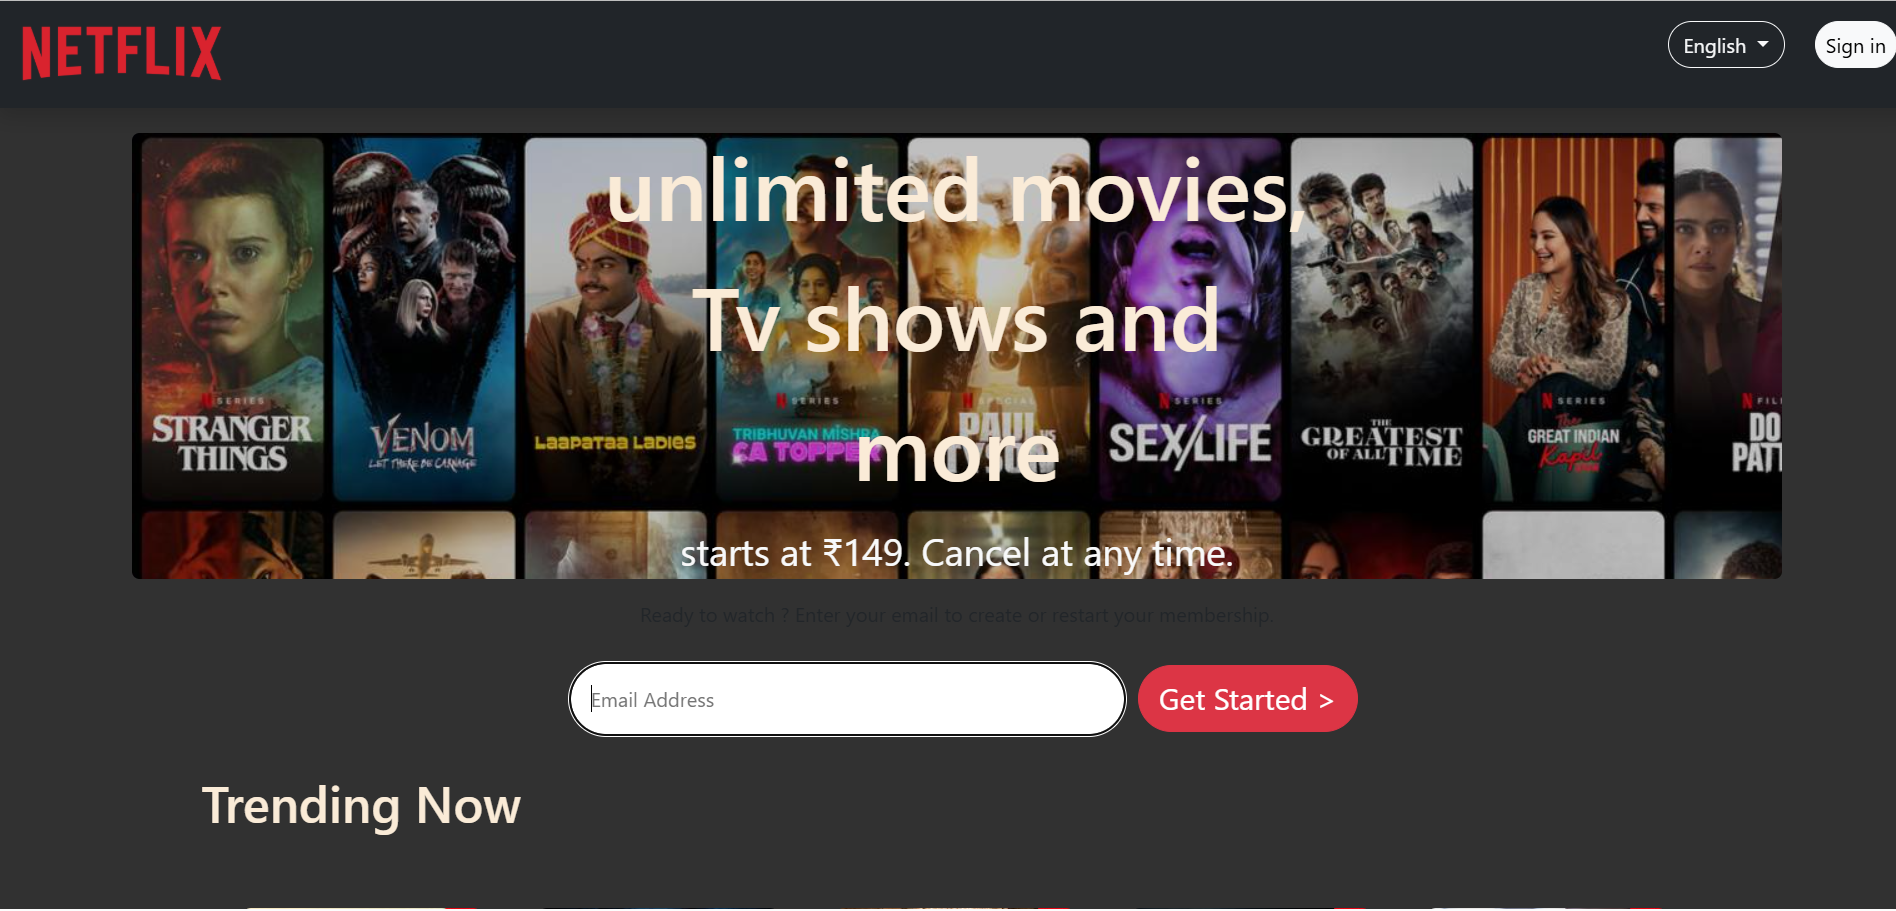 NETFLIX
English
Sign in
unlimited movies,
Tv shows and
more
N SERIES
STRANGER
THINGS
VENOM
LET THERE BE CARNAGE
LAAPATAA LADIES
N SERIES
TRIBHUVAN MISHRA
CA TOPPER
N SPECIAL
PAUL VS
TYSON
N SERIES
SEX/LIFE
THE
GREATEST
OF ALL TIME
N SERIES
The
GREAT INDIAN
Kapil
SHOW
N FIL
DO
PATT
starts at ₹149. Cancel at any time.
Ready to watch ? Enter your email to create or restart your membership.
Email Address
Get Started >
Trending Now